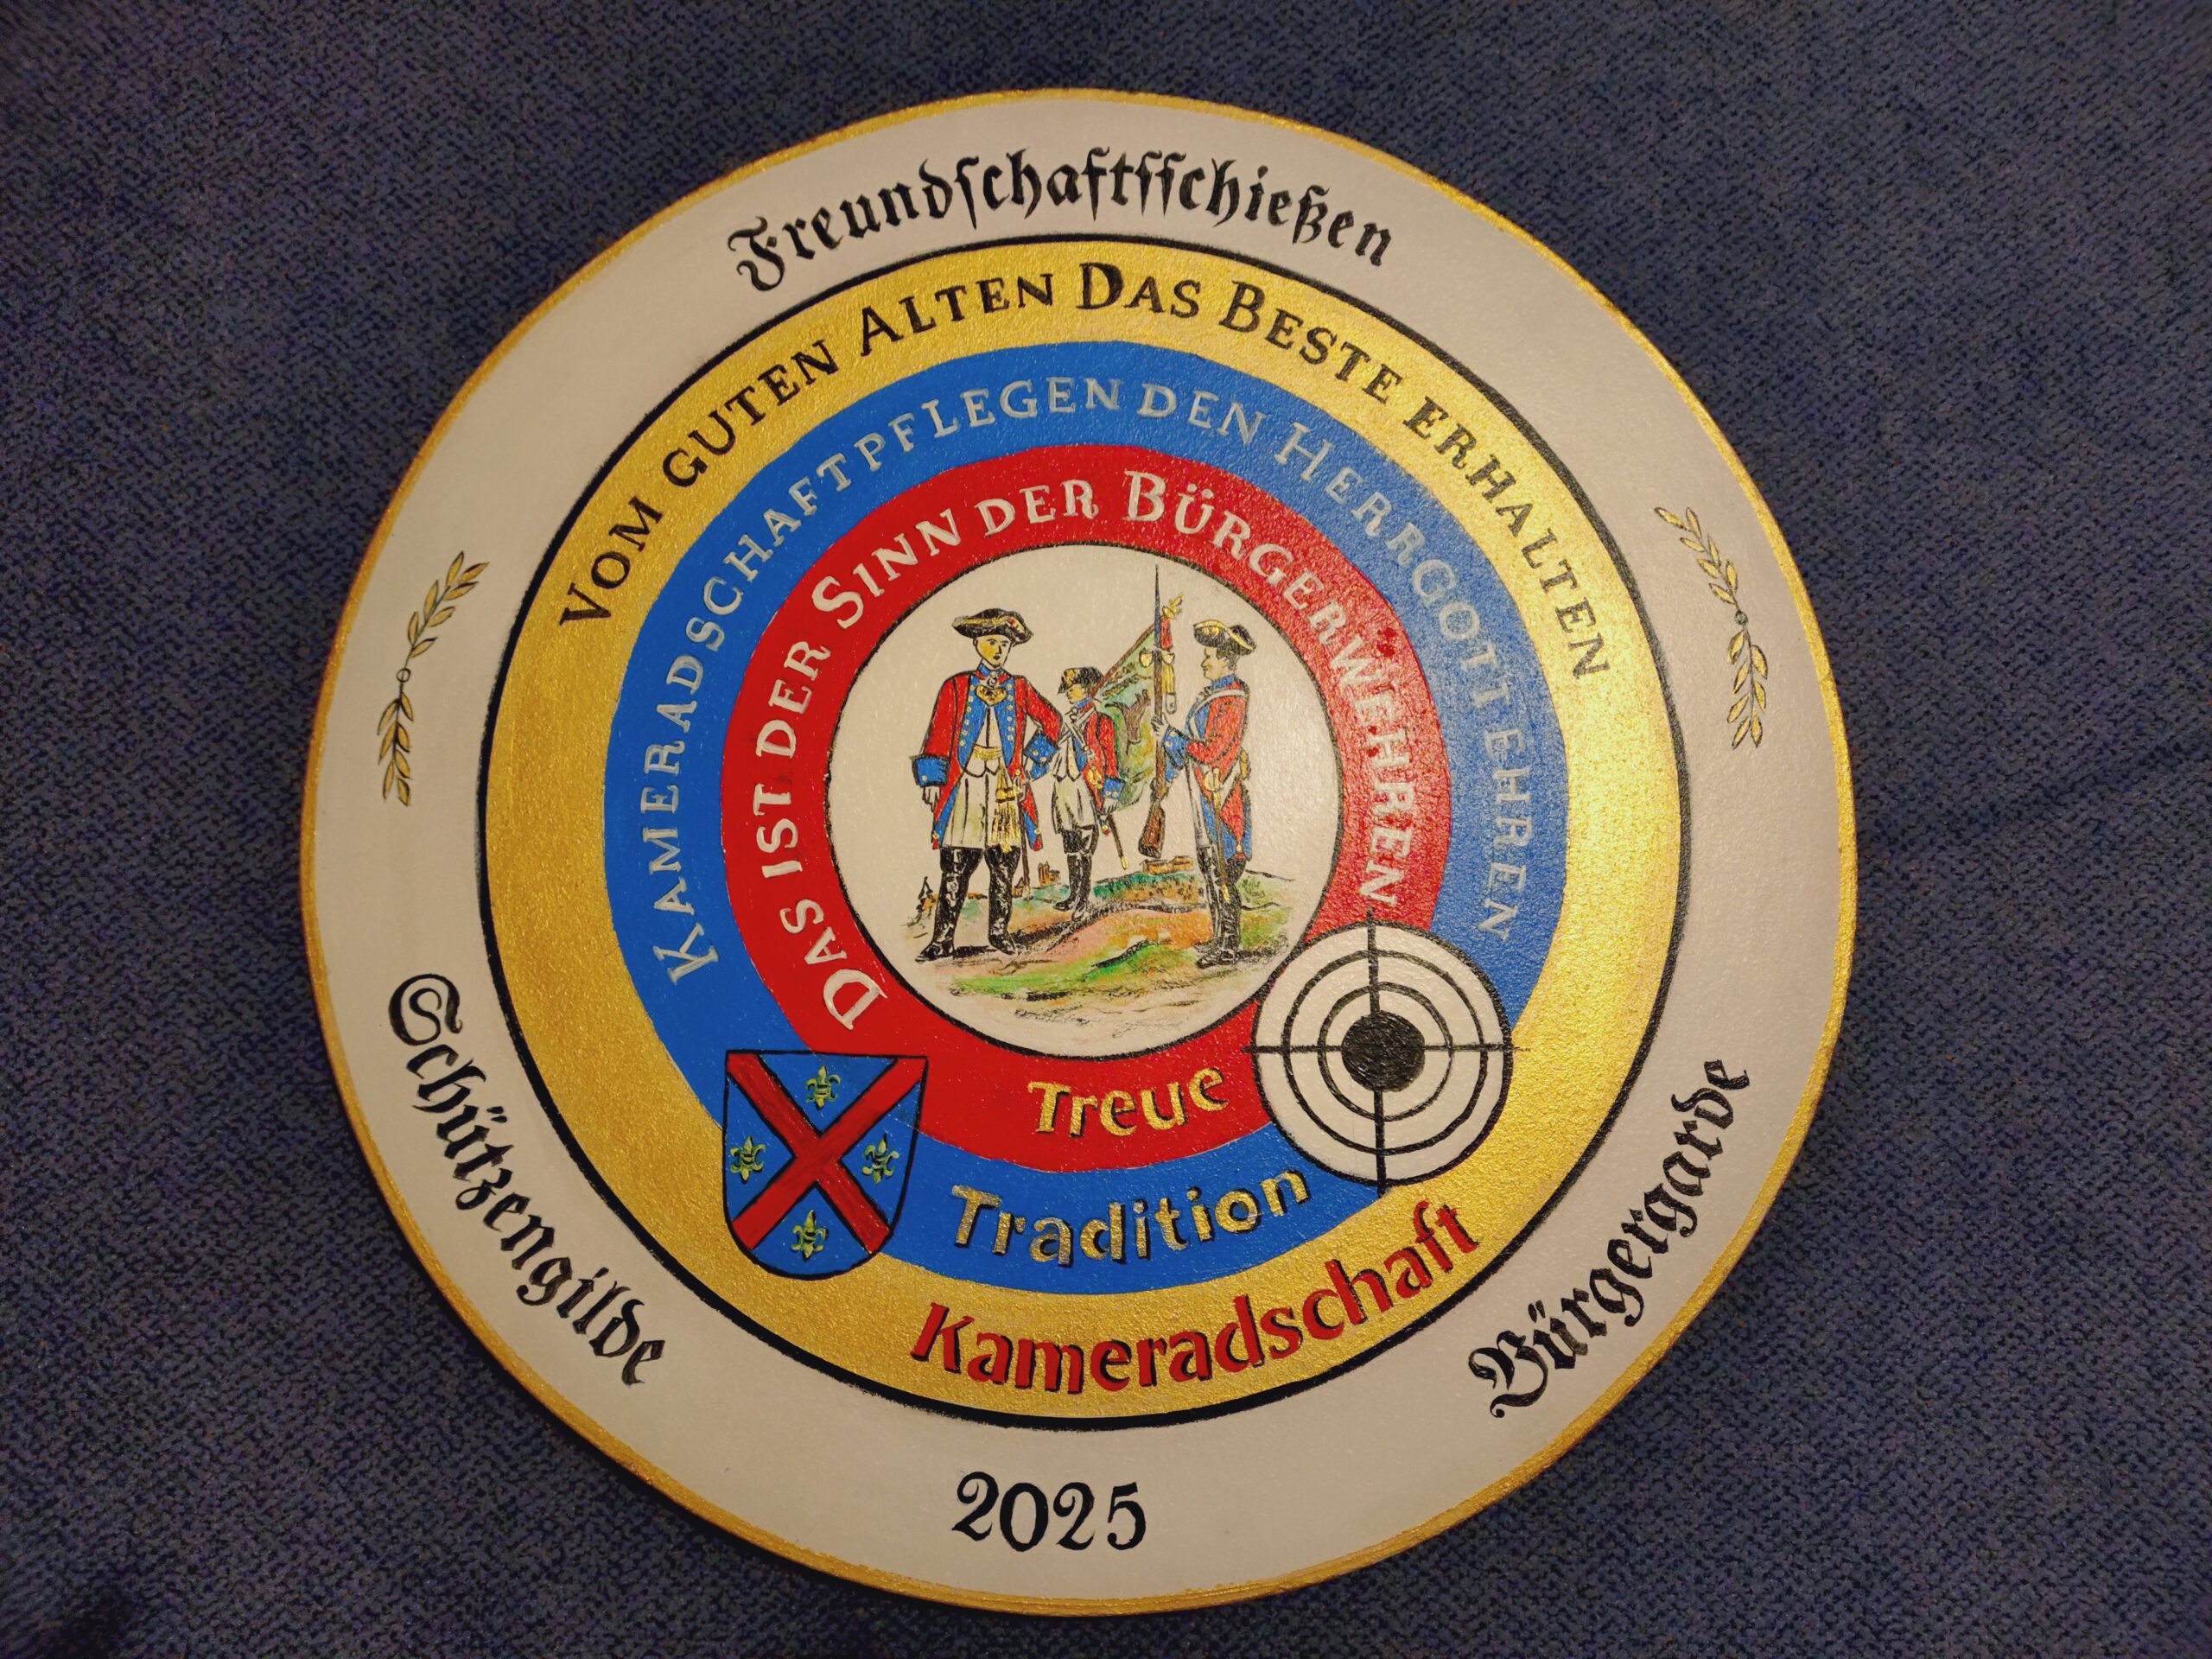 Freundſchaftsſchießen
VOM GUTEN ALTEN DAS BESTE ERHALTEN
KAMERADSCHAFT PFLEGEN DEN HERRGOTT EHREN
DAS IST DER SINN DER BÜRGERWEHREN
Treue
Tradition
Kameradschaft
Schützengilde
Bürgergarde
2025